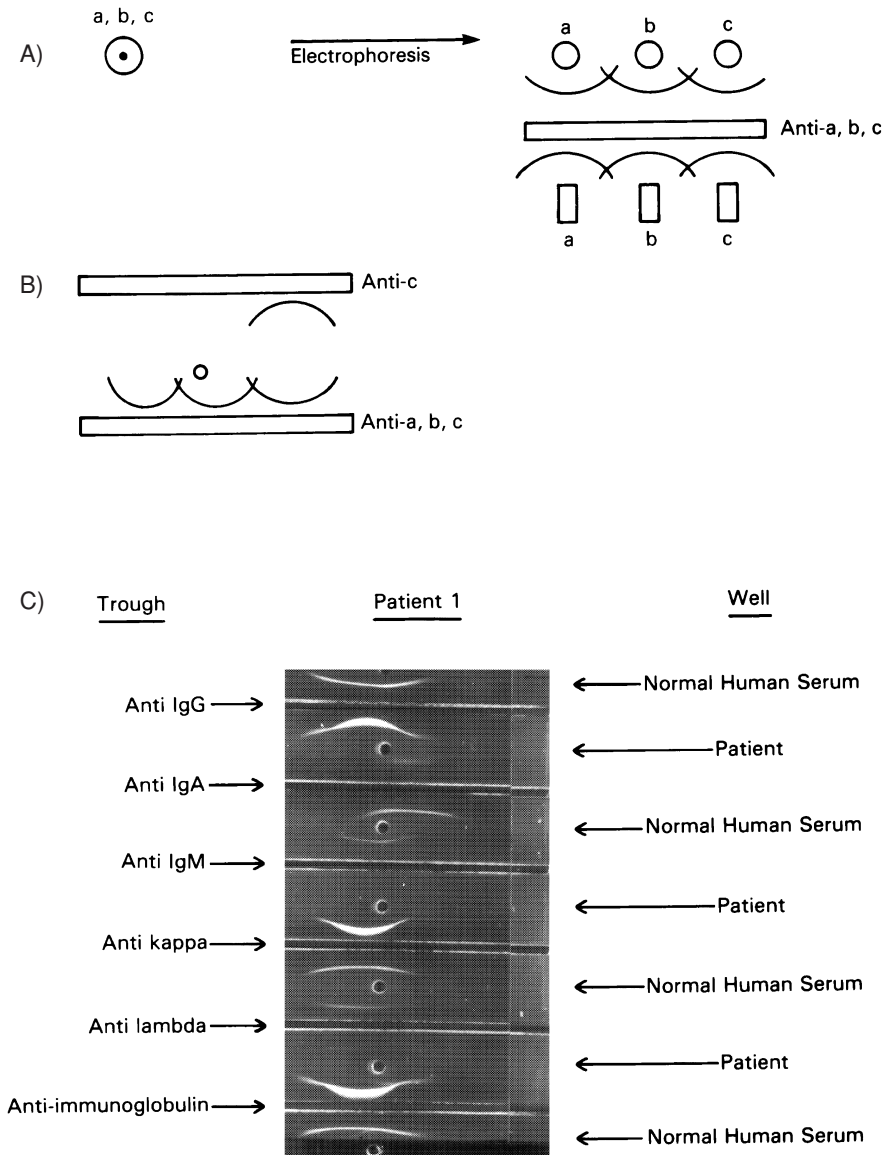 A)
a, b, c
Electrophoresis
a b c
Anti-a, b, c
a b c
B)
Anti-c
Anti-a, b, c
C)
Trough Patient 1 Well
Normal Human Serum
Anti IgG
Patient
Anti IgA
Normal Human Serum
Anti IgM
Patient
Anti kappa
Normal Human Serum
Anti lambda
Patient
Anti-immunoglobulin
Normal Human Serum